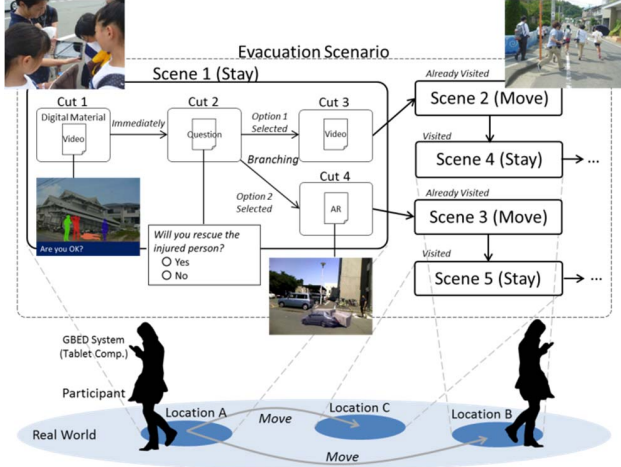 Evacuation Scenario
Scene 1 (Stay)
Cut 1
Digital Material
Video
Immediately
Cut 2
Question
Option 1
Selected
Branching
Option 2
Selected
Cut 3
Video
Cut 4
AR
Are you OK?
Will you rescue the
injured person?
Yes
No
Already Visited
Scene 2 (Move)
Visited
Scene 4 (Stay)
...
Already Visited
Scene 3 (Move)
Visited
Scene 5 (Stay)
...
GBED System
(Tablet Comp.)
Participant
Real World
Location A
Move
Location C
Location B
Move